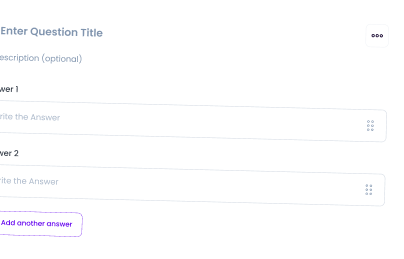 Enter Question Title
escription (optional)
wer 1
rite the Answer
wer 2
rite the Answer
Add another answer